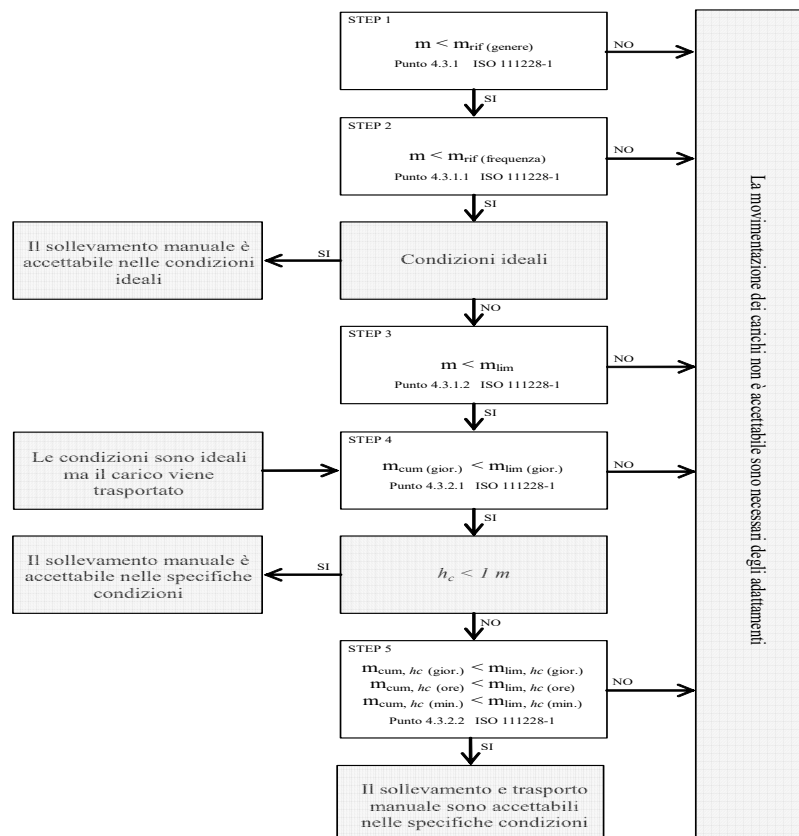 STEP 1
m < mrif (genere)
Punto 4.3.1 ISO 111228-1
NO
SI
STEP 2
m < mrif (frequenza)
Punto 4.3.1.1 ISO 111228-1
NO
SI
Il sollevamento manuale è
accettabile nelle condizioni
ideali
SI
Condizioni ideali
NO
STEP 3
m < mlim
Punto 4.3.1.2 ISO 111228-1
NO
SI
Le condizioni sono ideali
ma il carico viene
trasportato
STEP 4
mcum (gior.) < mlim (gior.)
Punto 4.3.2.1 ISO 111228-1
NO
SI
Il sollevamento manuale è
accettabile nelle specifiche
condizioni
SI
hc < 1 m
NO
STEP 5
mcum, hc (gior.) < mlim, hc (gior.)
mcum, hc (ore) < mlim, hc (ore)
mcum, hc (min.) < mlim, hc (min.)
Punto 4.3.2.2 ISO 111228-1
NO
SI
Il sollevamento e trasporto
manuale sono accettabili
nelle specifiche condizioni
La movimentazione dei carichi non è accettabile sono necessari degli adattamenti